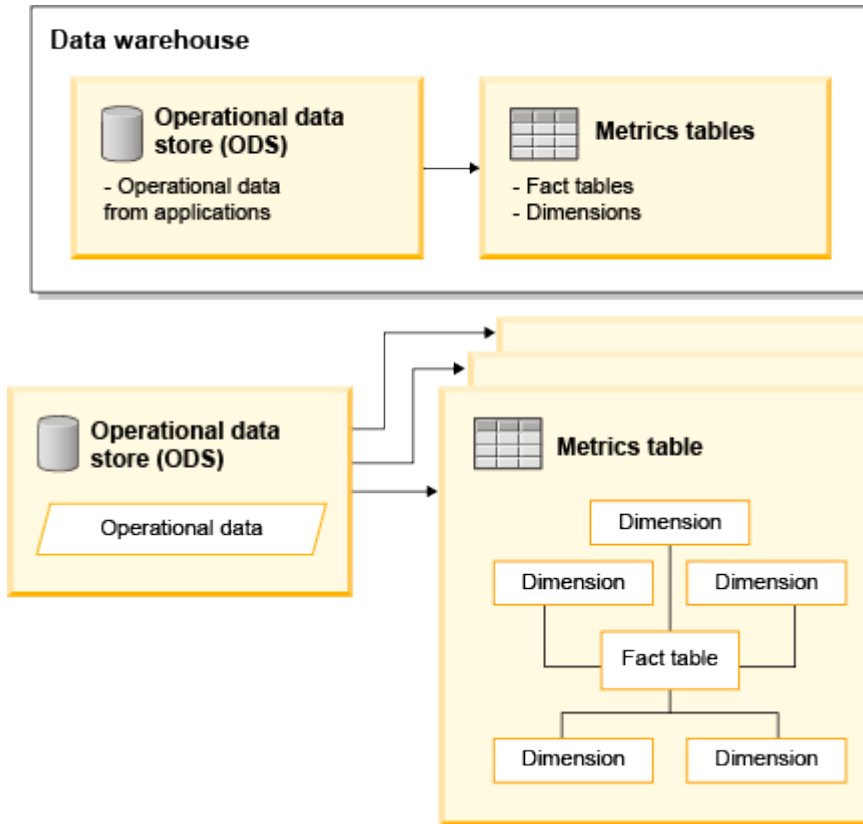 Data warehouse
Operational data
store (ODS)
- Operational data
from applications
Metrics tables
- Fact tables
- Dimensions
Operational data
store (ODS)
Operational data
Metrics table
Dimension
Dimension
Dimension
Fact table
Dimension
Dimension